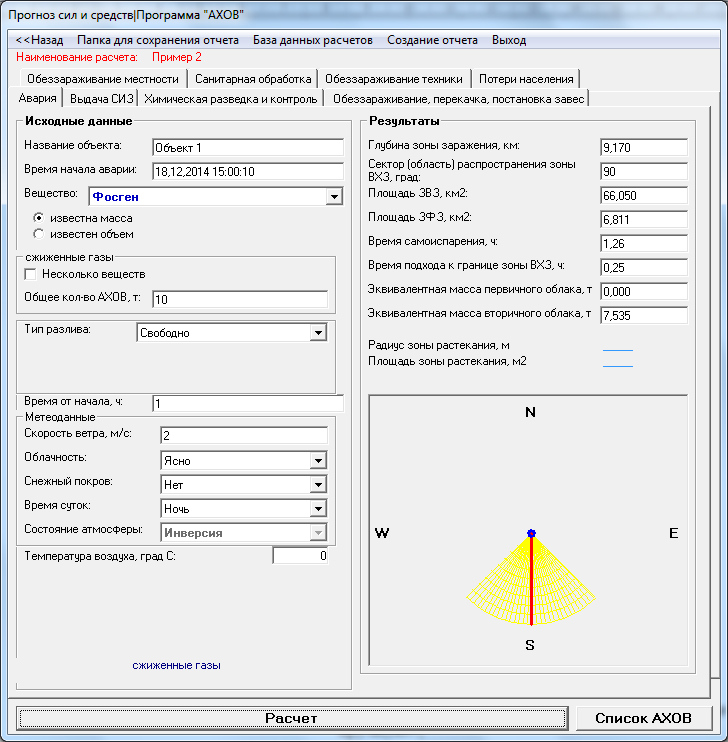 Прогноз сил и средств|Программа "АХОВ"
<<Назад Папка для сохранения отчета База данных расчетов Создание отчета Выход
Наименование расчета: Пример 2
Обеззараживание местности Санитарная обработка Обеззараживание техники Потери населения
Авария Выдача СИЗ Химическая разведка и контроль Обеззараживание, перекачка, постановка завес
Исходные данные
Название объекта: Объект 1
Время начала аварии: 18,12,2014 15:00:10
Вещество: Фосген
известна масса
известен объем
сжиженные газы
Несколько веществ
Общее кол-во АХОВ, т: 10
Тип разлива: Свободно
Время от начала, ч: 1
Метеоданные
Скорость ветра, м/с: 2
Облачность: Ясно
Снежный покров: Нет
Время суток: Ночь
Состояние атмосферы: Инверсия
Температура воздуха, град С: 0
сжиженные газы
Результаты
Глубина зоны заражения, км: 9,170
Сектор (область) распространения зоны
ВХЗ, град: 90
Площадь ЗВЗ, км2: 66,050
Площадь ЗФЗ, км2: 6,811
Время самоиспарения, ч: 1,26
Время подхода к границе зоны ВХЗ, ч: 0,25
Эквивалентная масса первичного облака, т 0,000
Эквивалентная масса вторичного облака, т 7,535
Радиус зоны растекания, м
Площадь зоны растекания, м2
N
W E
S
Расчет Список АХОВ